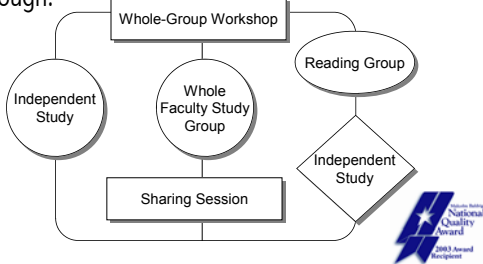 ough.
Whole-Group Workshop
Reading Group
Independent
Study
Whole
Faculty Study
Group
Independent
Study
Sharing Session
National
Quality
Award
2003 Award
Recipient